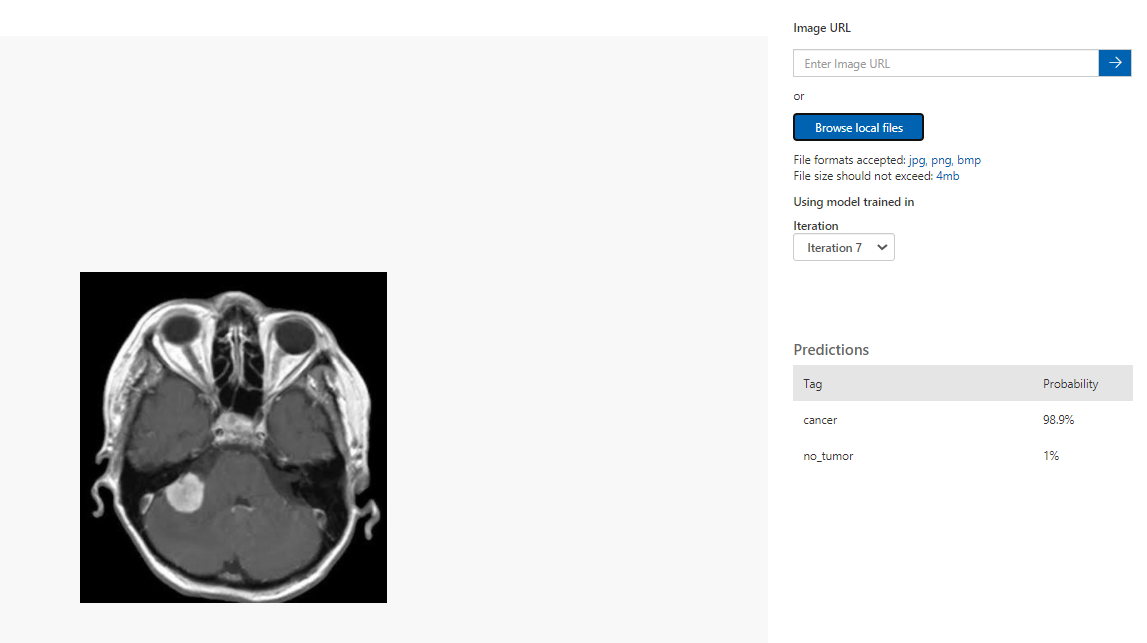 Image URL
Enter Image URL
or
Browse local files
File formats accepted: jpg, png, bmp
File size should not exceed: 4mb
Using model trained in
Iteration
Iteration 7
Predictions
Tag Probability
cancer 98.9%
no_tumor 1%